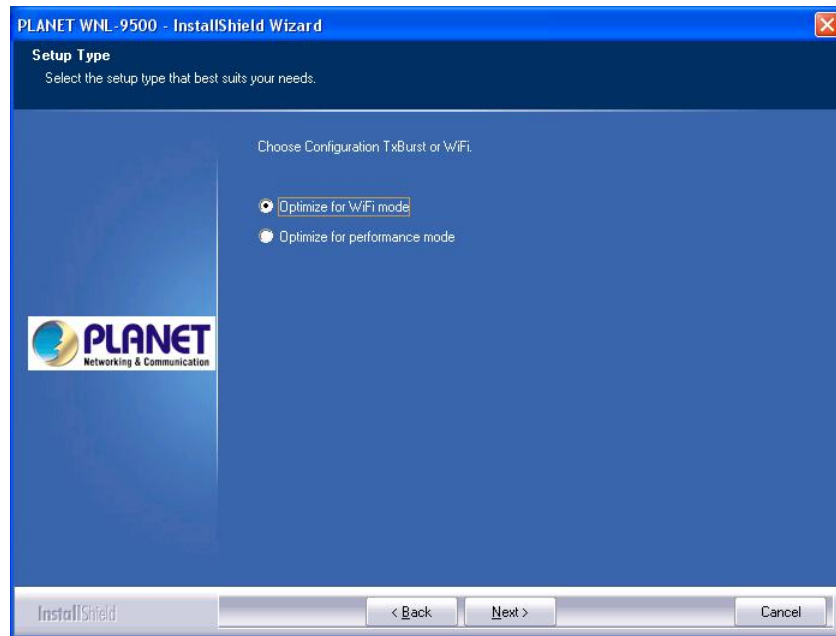 PLANET WNL-9500 - InstallShield Wizard
Setup Type
Select the setup type that best suits your needs.
Choose Configuration TxBurst or WiFi.
Optimize for WiFi mode
Optimize for performance mode
PLANET
Networking & Communication
InstallShield
< Back
Next >
Cancel